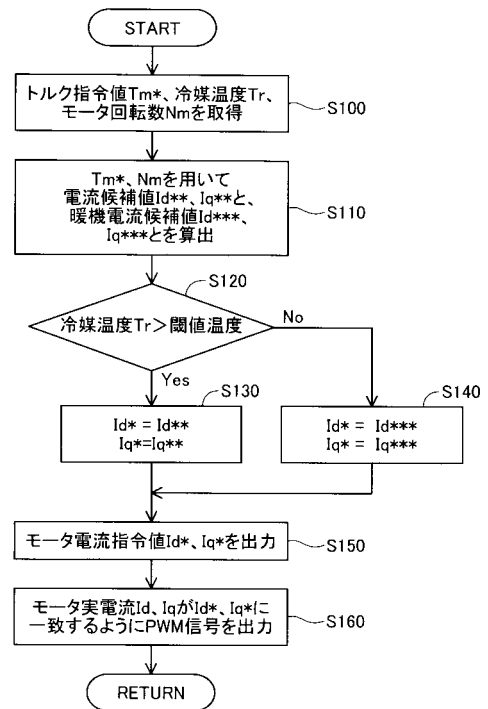 START
トルク指令値Tm*、冷媒温度Tr、
モータ回転数Nmを取得
S100
Tm*、Nmを用いて
電流候補値Id**、Iq**と、
暖機電流候補値Id***、
Iq***とを算出
S110
S120
冷媒温度Tr>閾値温度
No
Yes
S130
Id* = Id**
Iq*=Iq**
S140
Id* = Id***
Iq* = Iq***
モータ電流指令値Id*、Iq*を出力
S150
モータ実電流Id、IqがId*、Iq*に
一致するようにPWM信号を出力
S160
RETURN